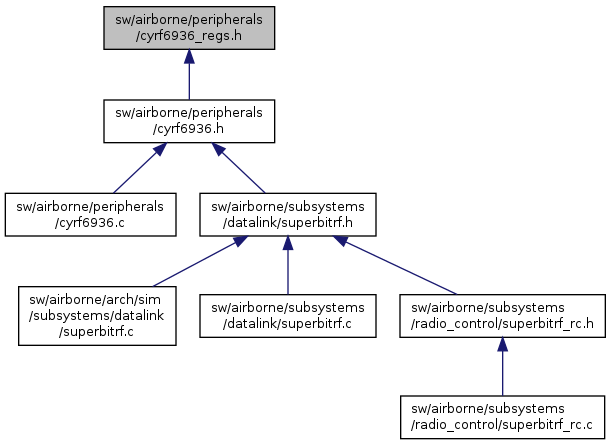 sw/airborne/peripherals
/cyrf6936_regs.h
sw/airborne/peripherals
/cyrf6936.h
sw/airborne/peripherals
/cyrf6936.c
sw/airborne/subsystems
/datalink/superbitrf.h
sw/airborne/arch/sim
/subsystems/datalink
/superbitrf.c
sw/airborne/subsystems
/datalink/superbitrf.c
sw/airborne/subsystems
/radio_control/superbitrf_rc.h
sw/airborne/subsystems
/radio_control/superbitrf_rc.c